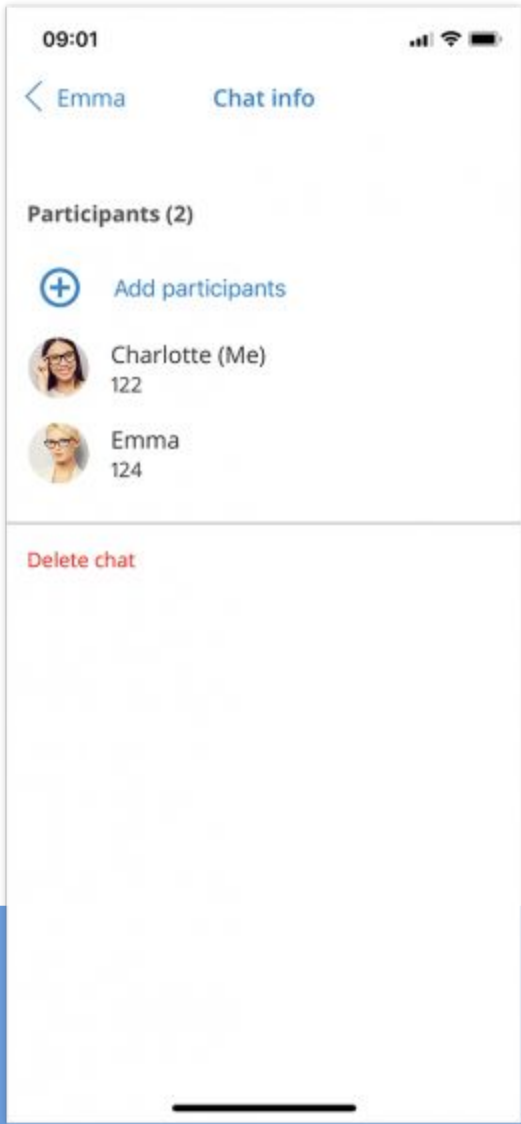 09:01
Emma Chat info
Participants (2)
Add participants
Charlotte (Me)
122
Emma
124
Delete chat